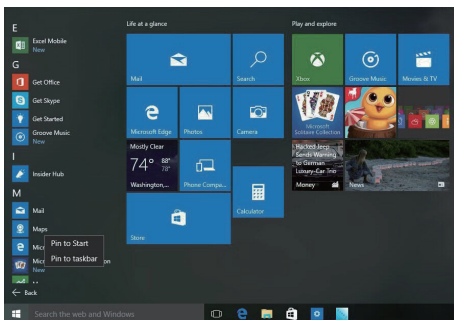 E
Excel Mobile
New
G
Get Office
Get Skype
Get Started
Groove Music
New
I
Insider Hub
M
Mail
Maps
Pin to Start
Pin to taskbar
New
Back
Search the web and Windows
Life at a glance
Mail
Search
Microsoft Edge
Photos
Camera
Mostly Clear
74°
88°
Washington,...
Phone Compa...
Calculator
Store
Play and explore
Xbox
Groove Music
Movies & TV
Microsoft
Solitaire Collection
Hacked Jeep
Sends Warning
to German
Luxury-Car Trio
Money
News